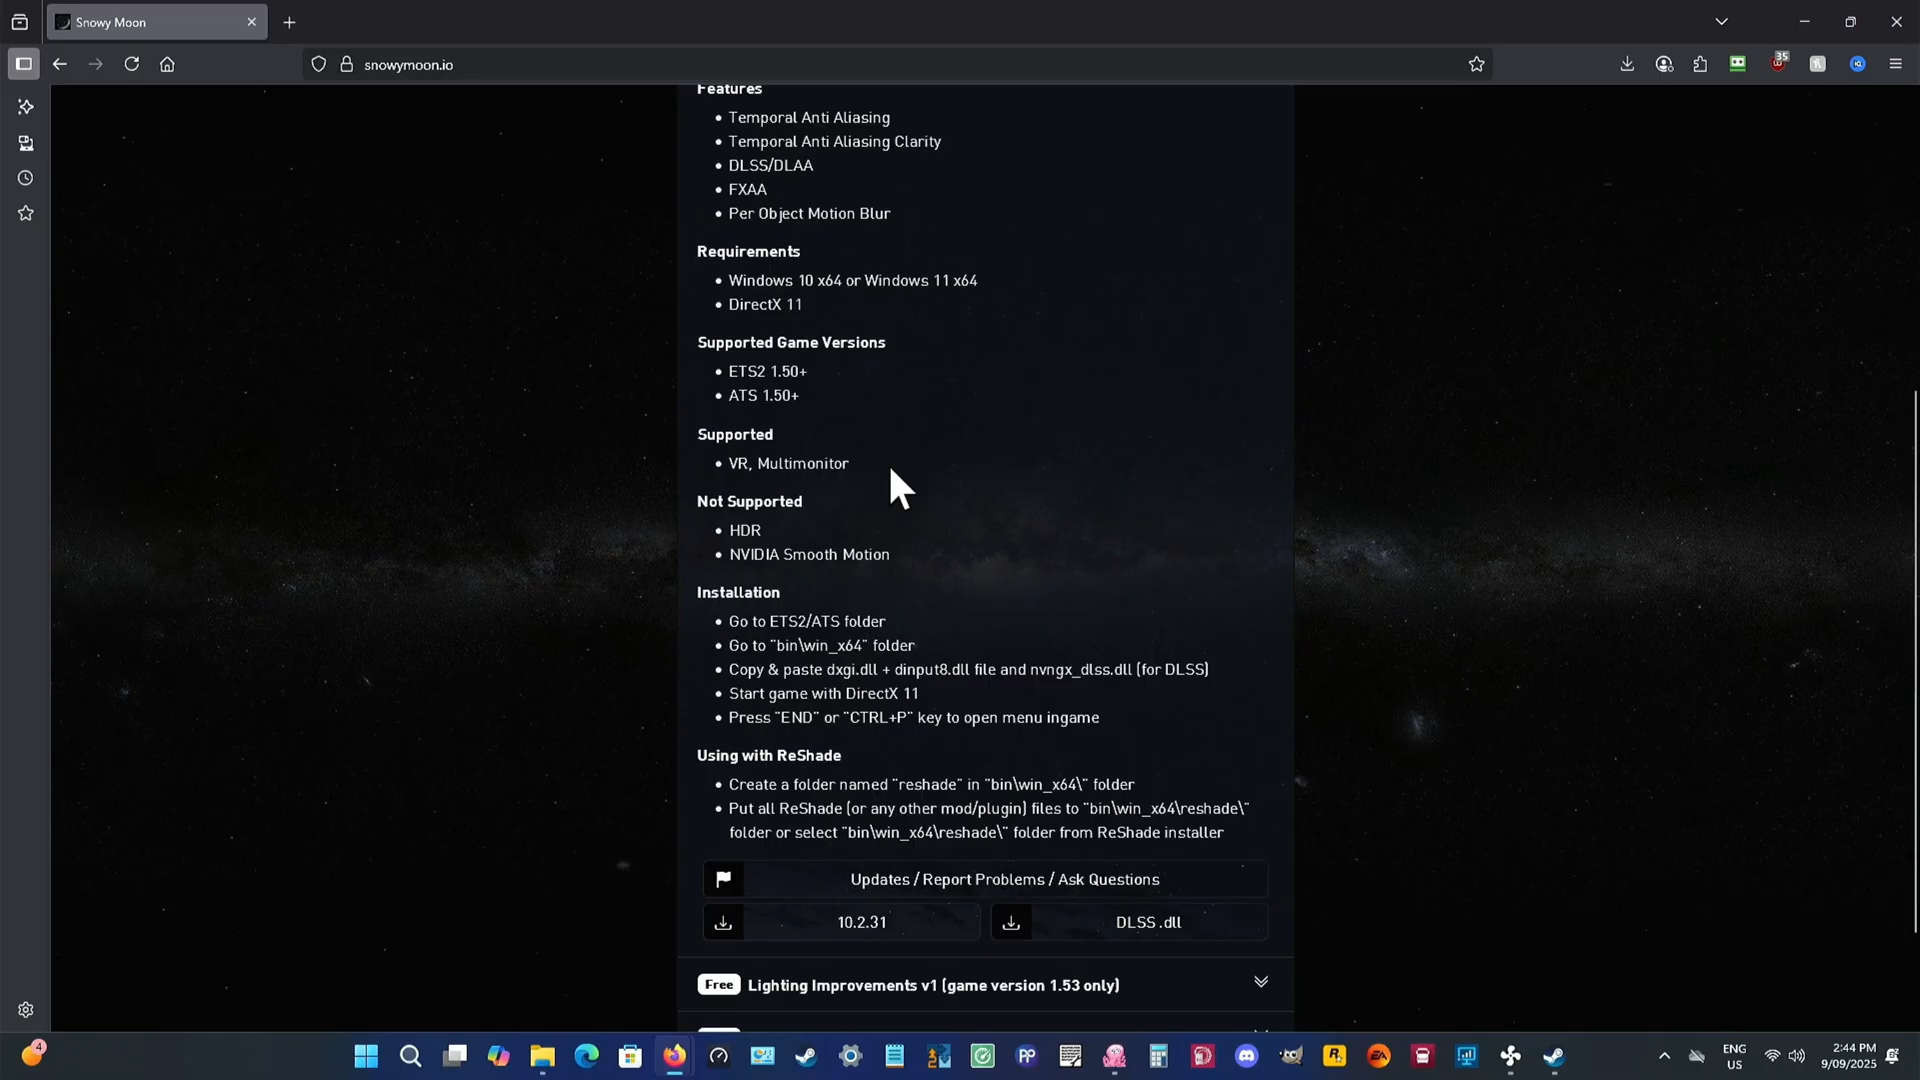 Snowy Moon
snowymoon.io
35
Features
Temporal Anti Aliasing
Temporal Anti Aliasing Clarity
DLSS/DLAA
FXAA
Per Object Motion Blur
Requirements
Windows 10 x64 or Windows 11 x64
DirectX 11
Supported Game Versions
ETS2 1.50+
ATS 1.50+
Supported
VR, Multimonitor
Not Supported
HDR
NVIDIA Smooth Motion
Installation
Go to ETS2/ATS folder
Go to "bin\win_x64" folder
Copy & paste dxgi.dll + dinput8.dll file and nvngx_dlss.dll (for DLSS)
Start game with DirectX 11
Press "END" or "CTRL+P" key to open menu ingame
Using with ReShade
Create a folder named "reshade" in "bin\win_x64\" folder
Put all ReShade (or any other mod/plugin) files to "bin\win_x64\reshade\"
folder or select "bin\win_x64\reshade\" folder from ReShade installer
Updates / Report Problems / Ask Questions
10.2.31
DLSS .dll
Free Lighting Improvements v1 (game version 1.53 only)
4
PP
EA
ENG
US
2:44 PM
9/09/2025